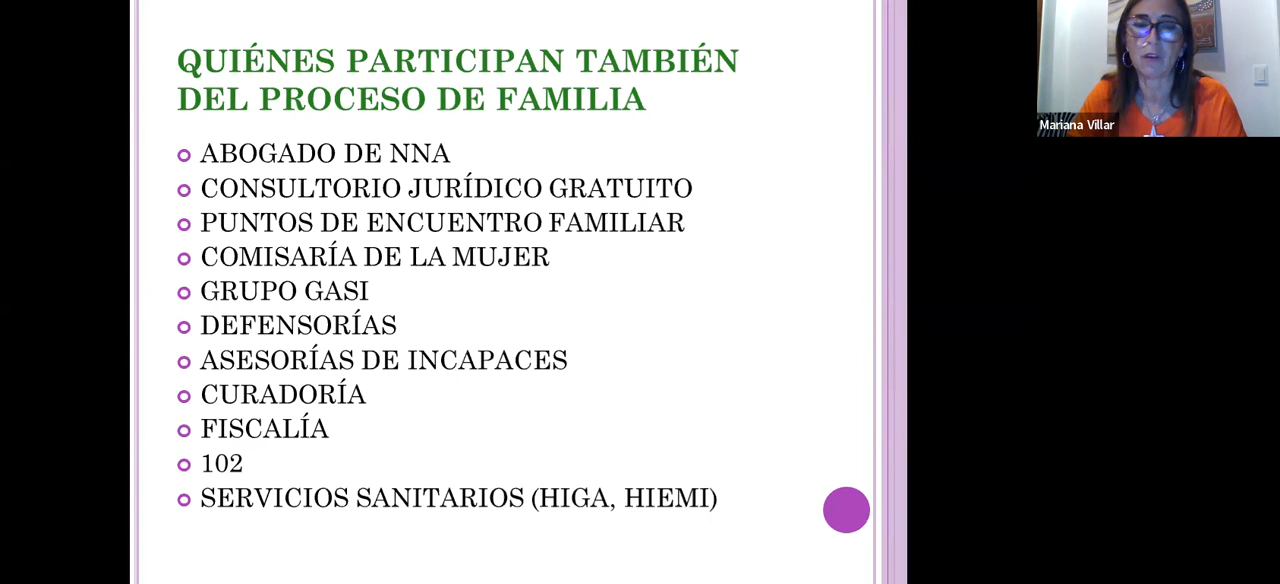 QUIÉNES PARTICIPAN TAMBIÉN
DEL PROCESO DE FAMILIA
ABOGADO DE NNA
CONSULTORIO JURÍDICO GRATUITO
PUNTOS DE ENCUENTRO FAMILIAR
COMISARÍA DE LA MUJER
GRUPO GASI
DEFENSORÍAS
ASESORÍAS DE INCAPACES
CURADORÍA
FISCALÍA
102
SERVICIOS SANITARIOS (HIGA, HIEMI)
Mariana Villar